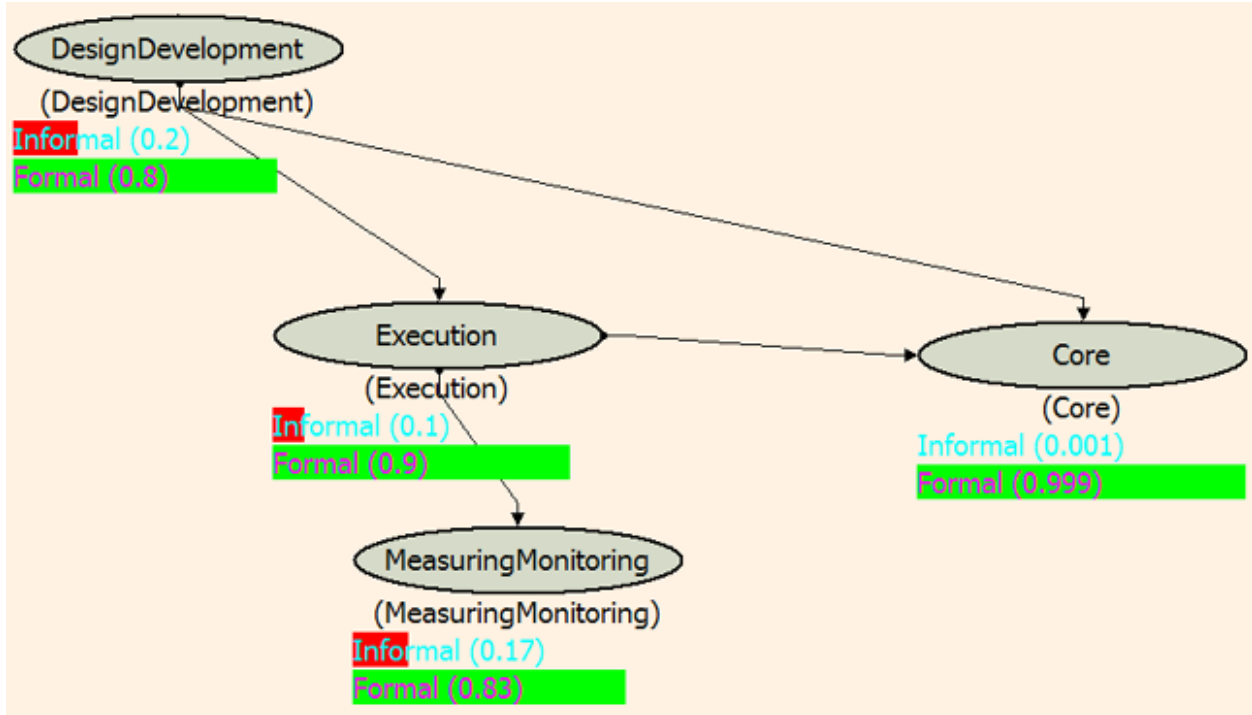 DesignDevelopment
(DesignDevelopment)
Informal (0.2)
Formal (0.8)
Execution
(Execution)
Informal (0.1)
Formal (0.9)
Core
(Core)
Informal (0.001)
Formal (0.999)
MeasuringMonitoring
(MeasuringMonitoring)
Informal (0.17)
Formal (0.83)